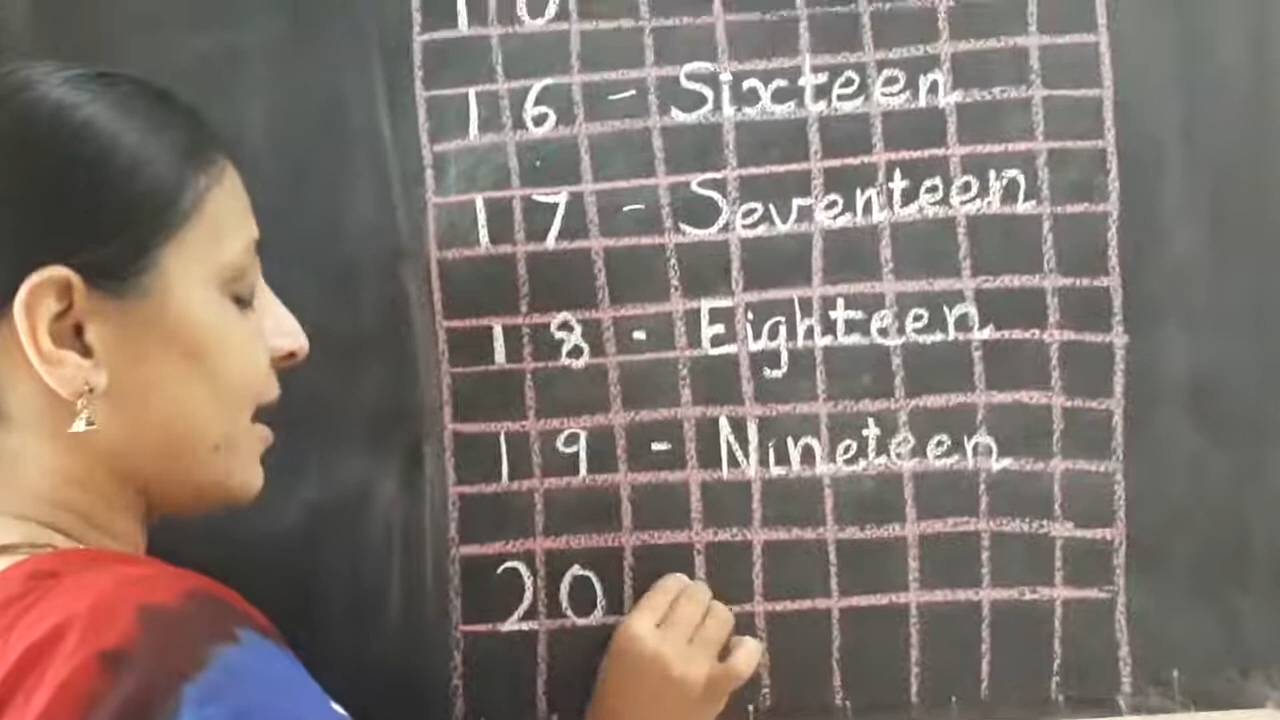 16 - Sixteen
17 - Seventeen
18 - Eighteen
19 - Nineteen
20